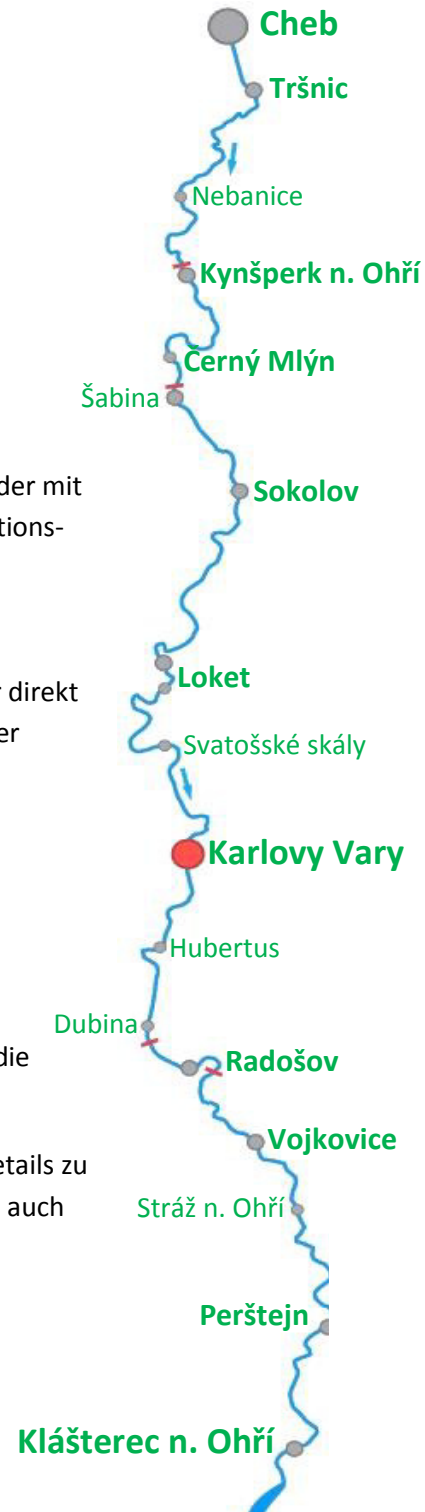 Cheb
Tršnic
Nebanice
Kynšperk n. Ohří
Černý Mlýn
Šabina
der mit
Sokolov
tions-
Loket
r direkt
er
Svatošské skály
Karlovy Vary
Hubertus
Dubina
die
Radošov
Vojkovice
etails zu
auch
Stráž n. Ohří
Perštejn
Klášterec n. Ohří